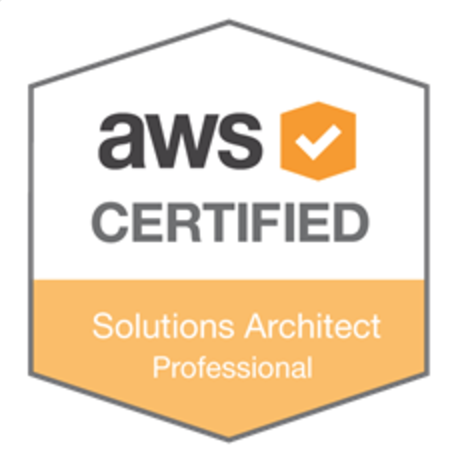 aws
CERTIFIED
Solutions Architect
Professional